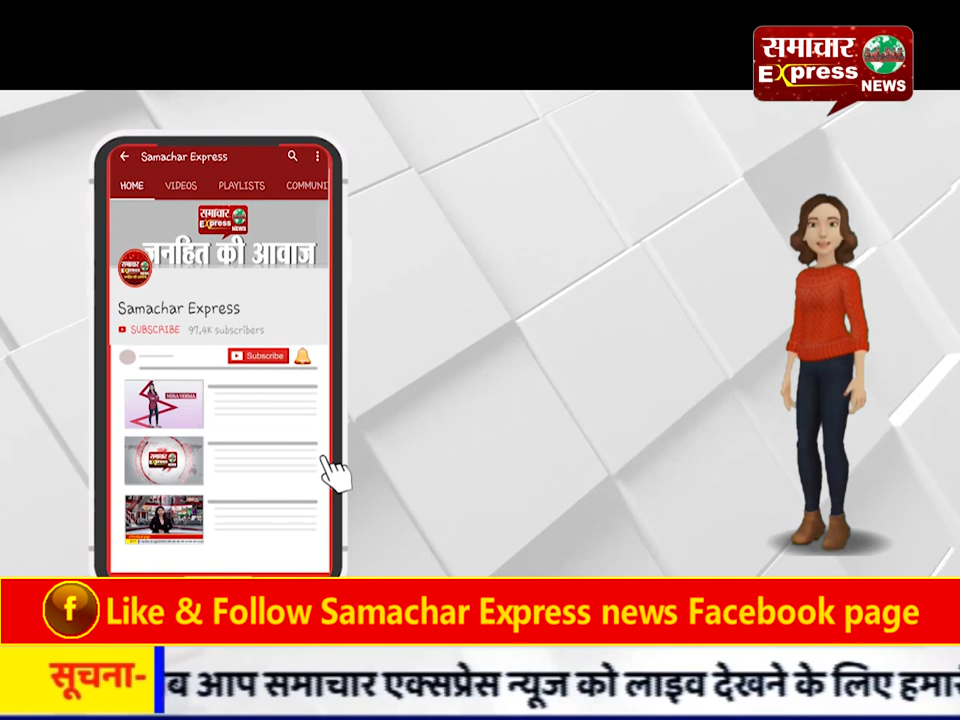 समाचार
Express
NEWS
Samachar Express
HOME VIDEOS PLAYLISTS COMMUNI
समाचार
Express
NEWS
जनहित की आवाज
Samachar Express
SUBSCRIBE 97.4K subscribers
Subscribe
NEHA VERMA
समाचार
Express
f Like & Follow Samachar Express news Facebook page
सूचना- ब आप समाचार एक्सप्रेस न्यूज को लाइव देखने के लिए हमारे